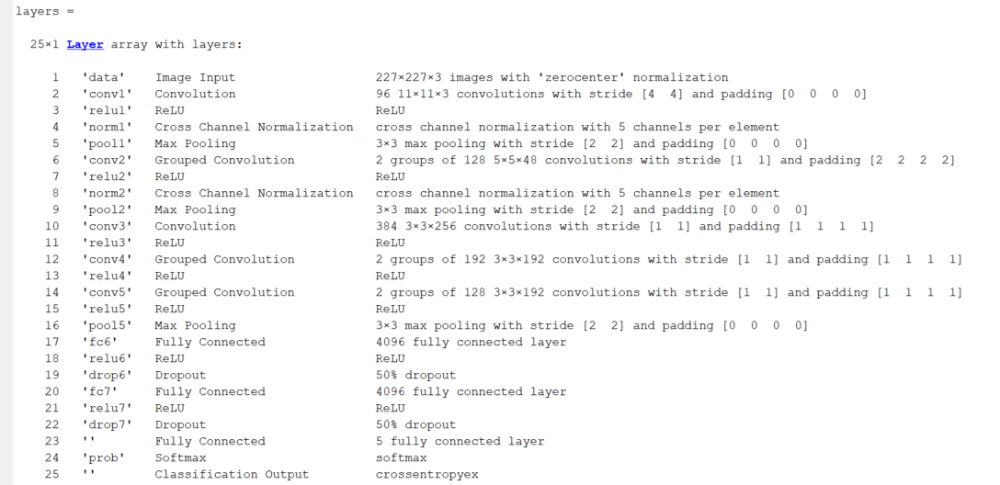 layers =
25×1 Layer array with layers:
1 'data' Image Input 227×227×3 images with 'zerocenter' normalization
2 'conv1' Convolution 96 11×11×3 convolutions with stride [4 4] and padding [0 0 0 0]
3 'relu1' ReLU ReLU
4 'norm1' Cross Channel Normalization cross channel normalization with 5 channels per element
5 'pool1' Max Pooling 3×3 max pooling with stride [2 2] and padding [0 0 0 0]
6 'conv2' Grouped Convolution 2 groups of 128 5×5×48 convolutions with stride [1 1] and padding [2 2 2 2]
7 'relu2' ReLU ReLU
8 'norm2' Cross Channel Normalization cross channel normalization with 5 channels per element
9 'pool2' Max Pooling 3×3 max pooling with stride [2 2] and padding [0 0 0 0]
10 'conv3' Convolution 384 3×3×256 convolutions with stride [1 1] and padding [1 1 1 1]
11 'relu3' ReLU ReLU
12 'conv4' Grouped Convolution 2 groups of 192 3×3×192 convolutions with stride [1 1] and padding [1 1 1 1]
13 'relu4' ReLU ReLU
14 'conv5' Grouped Convolution 2 groups of 128 3×3×192 convolutions with stride [1 1] and padding [1 1 1 1]
15 'relu5' ReLU ReLU
16 'pool5' Max Pooling 3×3 max pooling with stride [2 2] and padding [0 0 0 0]
17 'fc6' Fully Connected 4096 fully connected layer
18 'relu6' ReLU ReLU
19 'drop6' Dropout 50% dropout
20 'fc7' Fully Connected 4096 fully connected layer
21 'relu7' ReLU ReLU
22 'drop7' Dropout 50% dropout
23 '' Fully Connected 5 fully connected layer
24 'prob' Softmax softmax
25 '' Classification Output crossentropyex